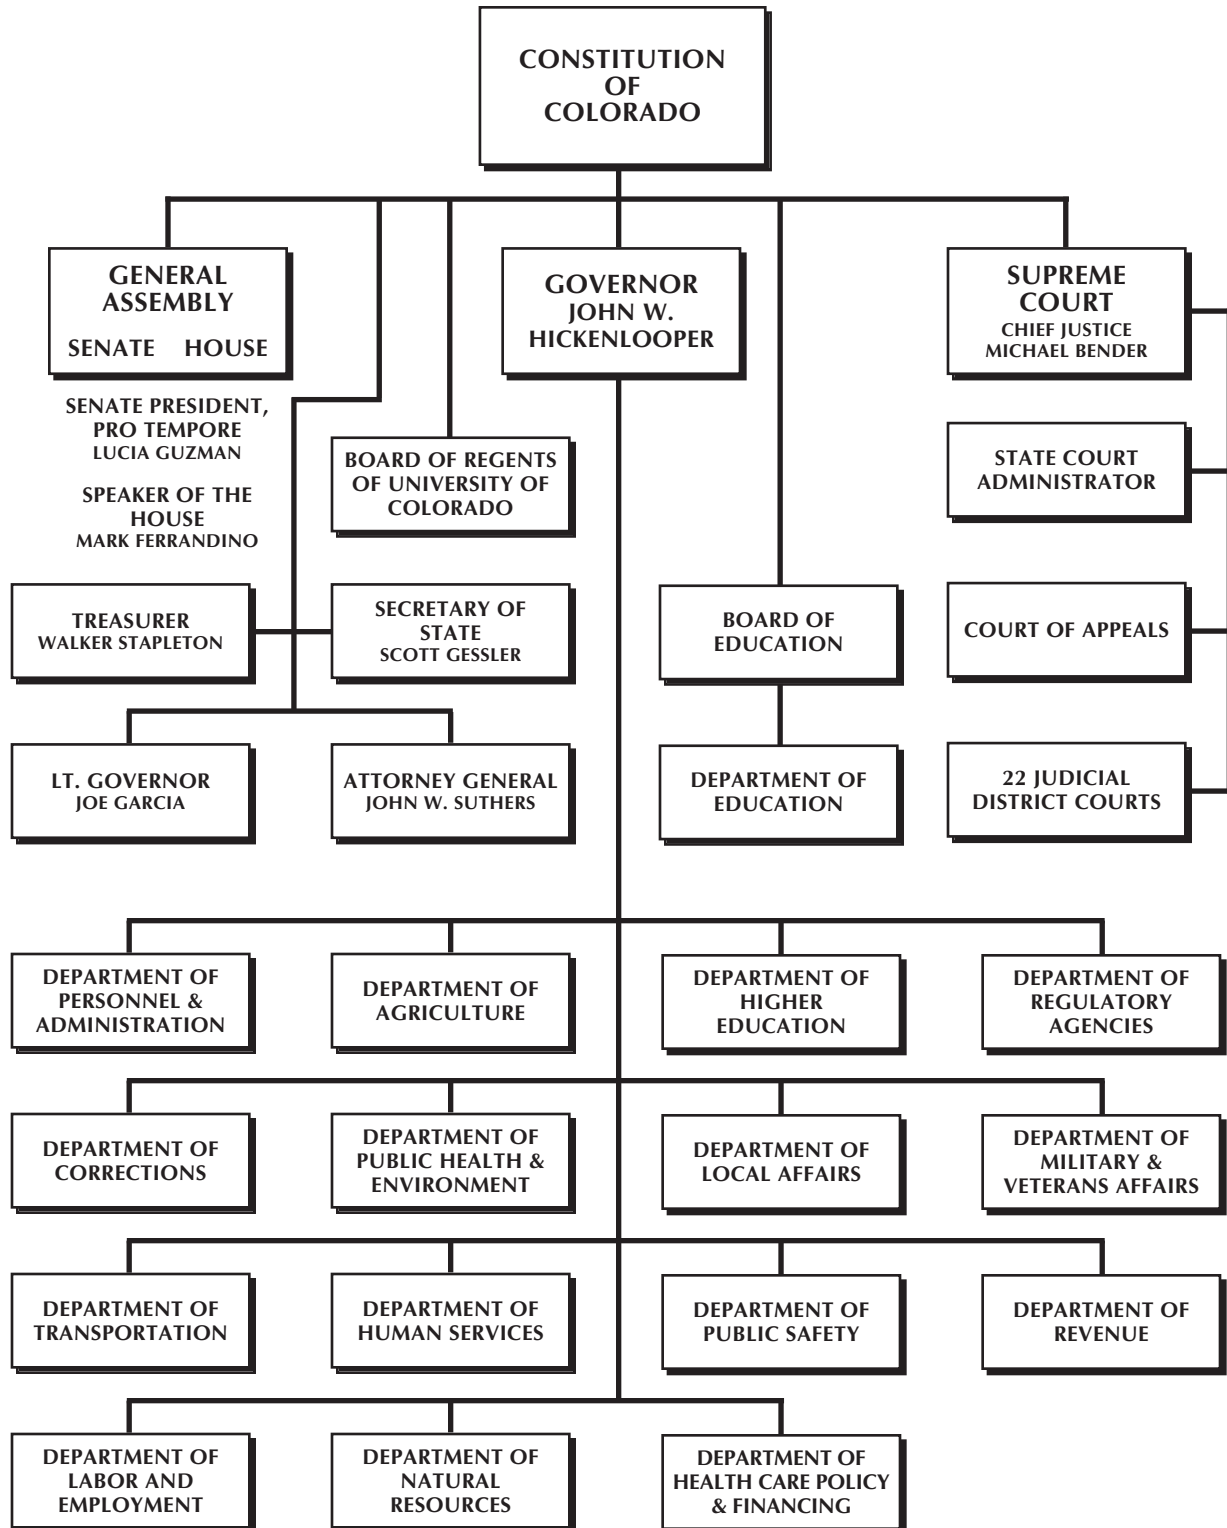 CONSTITUTION
OF
COLORADO
GENERAL
ASSEMBLY
SENATE HOUSE
GOVERNOR
JOHN W.
HICKENLOOPER
SUPREME
COURT
CHIEF JUSTICE
MICHAEL BENDER
SENATE PRESIDENT,
PRO TEMPORE
LUCIA GUZMAN
SPEAKER OF THE
HOUSE
MARK FERRANDINO
BOARD OF REGENTS
OF UNIVERSITY OF
COLORADO
STATE COURT
ADMINISTRATOR
TREASURER
WALKER STAPLETON
SECRETARY OF
STATE
SCOTT GESSLER
BOARD OF
EDUCATION
COURT OF APPEALS
LT. GOVERNOR
JOE GARCIA
ATTORNEY GENERAL
JOHN W. SUTHERS
DEPARTMENT OF
EDUCATION
22 JUDICIAL
DISTRICT COURTS
DEPARTMENT OF
PERSONNEL &
ADMINISTRATION
DEPARTMENT OF
AGRICULTURE
DEPARTMENT OF
HIGHER
EDUCATION
DEPARTMENT OF
REGULATORY
AGENCIES
DEPARTMENT OF
CORRECTIONS
DEPARTMENT OF
PUBLIC HEALTH &
ENVIRONMENT
DEPARTMENT OF
LOCAL AFFAIRS
DEPARTMENT OF
MILITARY &
VETERANS AFFAIRS
DEPARTMENT OF
TRANSPORTATION
DEPARTMENT OF
HUMAN SERVICES
DEPARTMENT OF
PUBLIC SAFETY
DEPARTMENT OF
REVENUE
DEPARTMENT OF
LABOR AND
EMPLOYMENT
DEPARTMENT OF
NATURAL
RESOURCES
DEPARTMENT OF
HEALTH CARE POLICY
& FINANCING